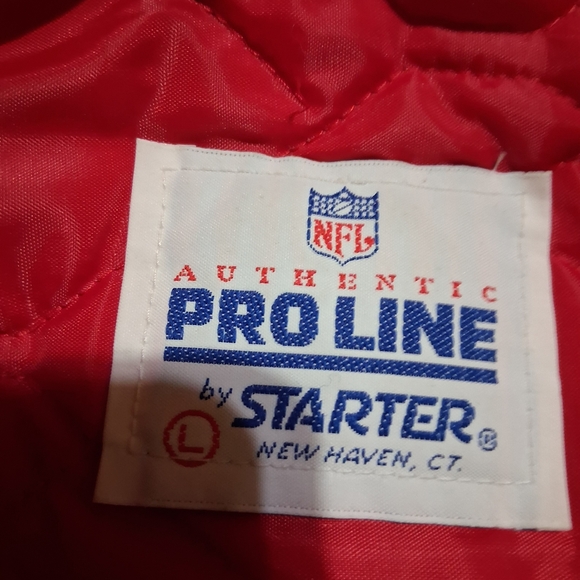 NFL
AUTHENTIC
PRO LINE
by STARTER®
L
NEW HAVEN, CT.